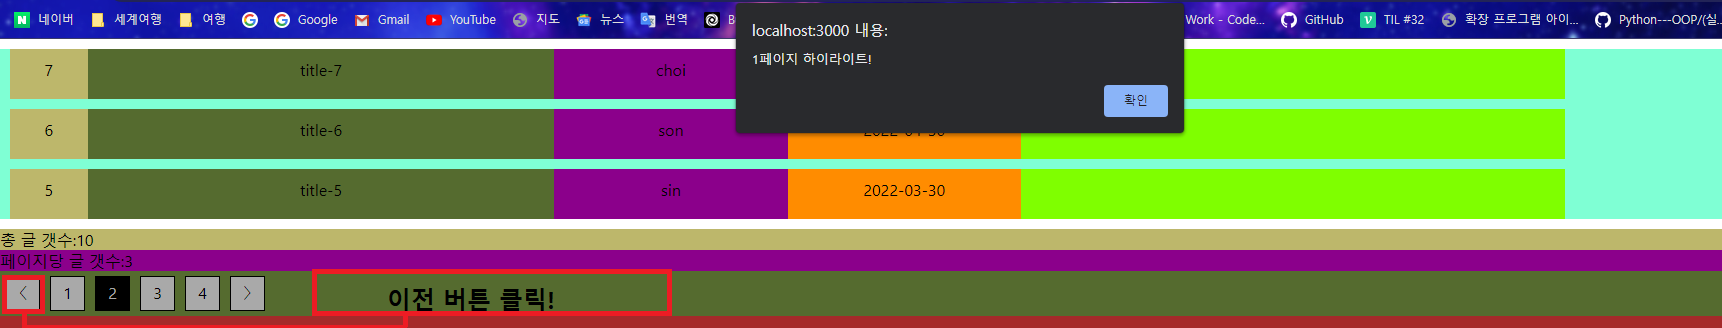 네이버 세계여행 여행 Google Gmail YouTube 지도 뉴스 번역 Work - Code... GitHub TIL #32 확장 프로그램 아이... Python---OOP/(실...
localhost:3000 내용:
1페이지 하이라이트!
확인
7 title-7 choi
6 title-6 son
5 title-5 sin 2022-03-30
총 글 갯수:10
페이지당 글 갯수:3
< 1 2 3 4 >
이전 버튼 클릭!